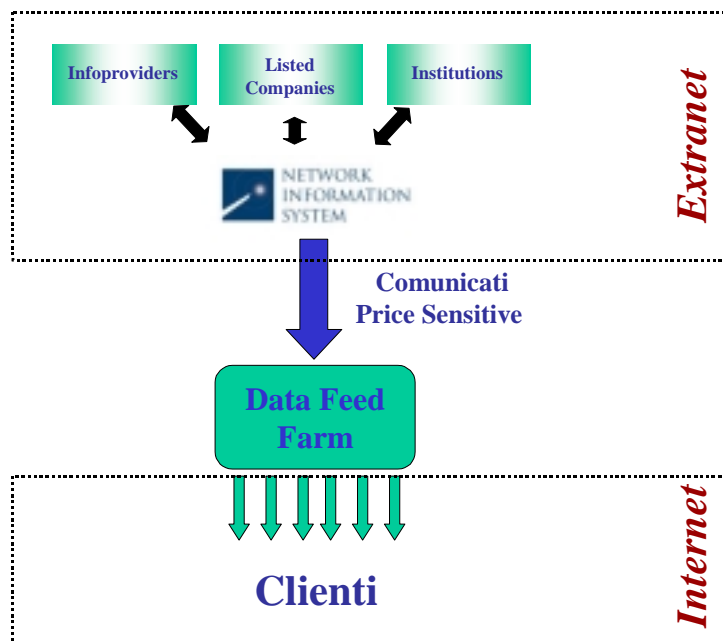 Infoproviders
Listed
Companies
Institutions
Extranet
NETWORK
INFORMATION
SYSTEM
Comunicati
Price Sensitive
Data Feed
Farm
Internet
Clienti